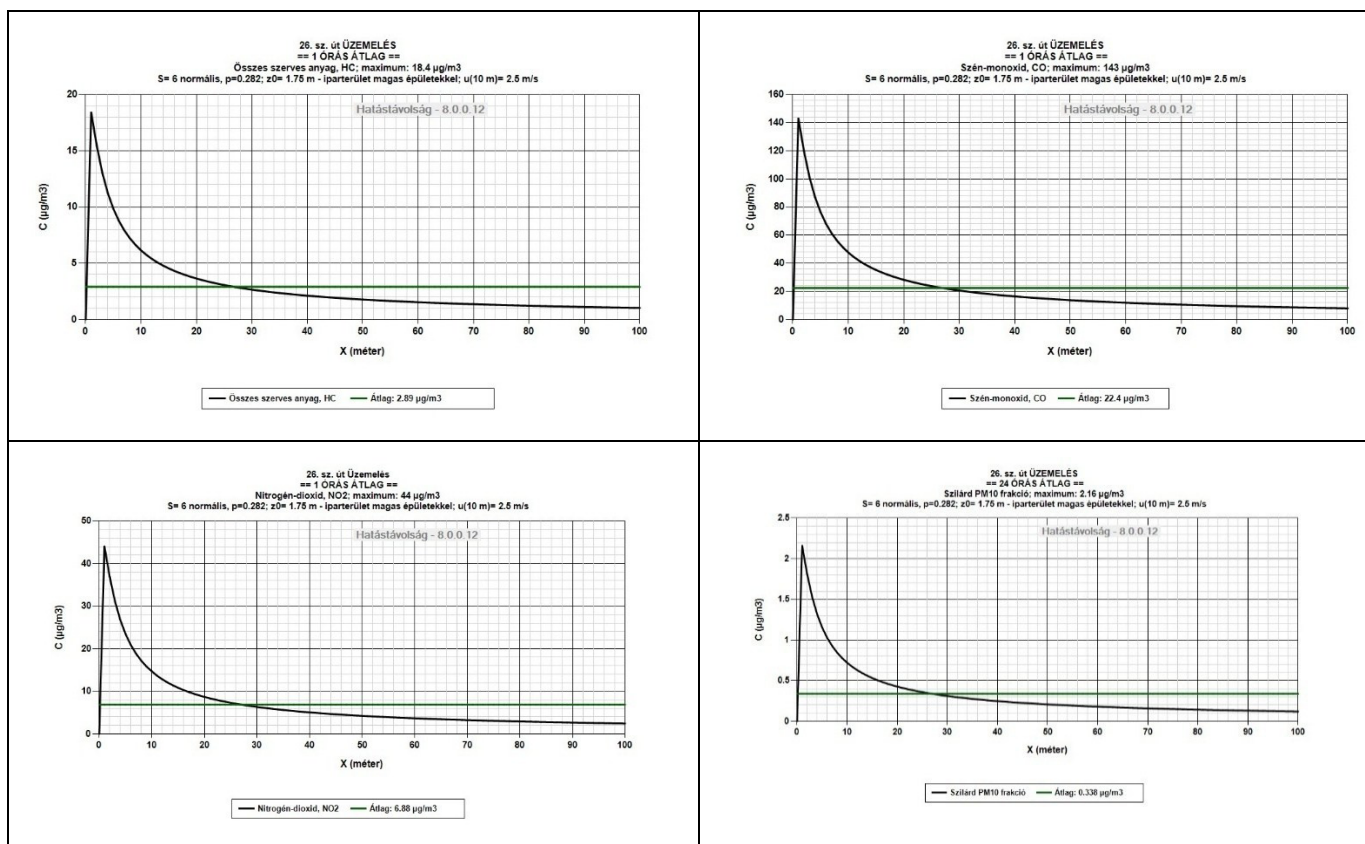 26. sz. út ÜZEMELÉS
== 1 ÓRÁS ÁTLAG ==
Összes szerves anyag, HC; maximum: 18.4 µg/m3
S= 6 normális, p=0.282; z0= 1.75 m - iparterület magas épületekkel; u(10 m)= 2.5 m/s
Hatástávolság - 8.0.0.12
20
15
10
5
0
C (µg/m3)
0 10 20 30 40 50 60 70 80 90 100
X (méter)
Összes szerves anyag, HC Átlag: 2.89 µg/m3
26. sz. út ÜZEMELÉS
== 1 ÓRÁS ÁTLAG ==
Szén-monoxid, CO; maximum: 143 µg/m3
S= 6 normális, p=0.282; z0= 1.75 m - iparterület magas épületekkel; u(10 m)= 2.5 m/s
Hatástávolság - 8.0.0.12
160
140
120
100
80
60
40
20
0
C (µg/m3)
0 10 20 30 40 50 60 70 80 90 100
X (méter)
Szén-monoxid, CO Átlag: 22.4 µg/m3
26. sz. út Üzemelés
== 1 ÓRÁS ÁTLAG ==
Nitrogén-dioxid, NO2; maximum: 44 µg/m3
S= 6 normális, p=0.282; z0= 1.75 m - iparterület magas épületekkel; u(10 m)= 2.5 m/s
Hatástávolság - 8.0.0.12
50
40
30
20
10
0
C (µg/m3)
0 10 20 30 40 50 60 70 80 90 100
X (méter)
Nitrogén-dioxid, NO2 Átlag: 6.88 µg/m3
26. sz. út ÜZEMELÉS
== 24 ÓRÁS ÁTLAG ==
Szilárd PM10 frakció; maximum: 2.16 µg/m3
S= 6 normális, p=0.282; z0= 1.75 m - iparterület magas épületekkel; u(10 m)= 2.5 m/s
Hatástávolság - 8.0.0.12
2.5
2
1.5
1
0.5
0
C (µg/m3)
0 10 20 30 40 50 60 70 80 90 100
X (méter)
Szilárd PM10 frakció Átlag: 0.338 µg/m3